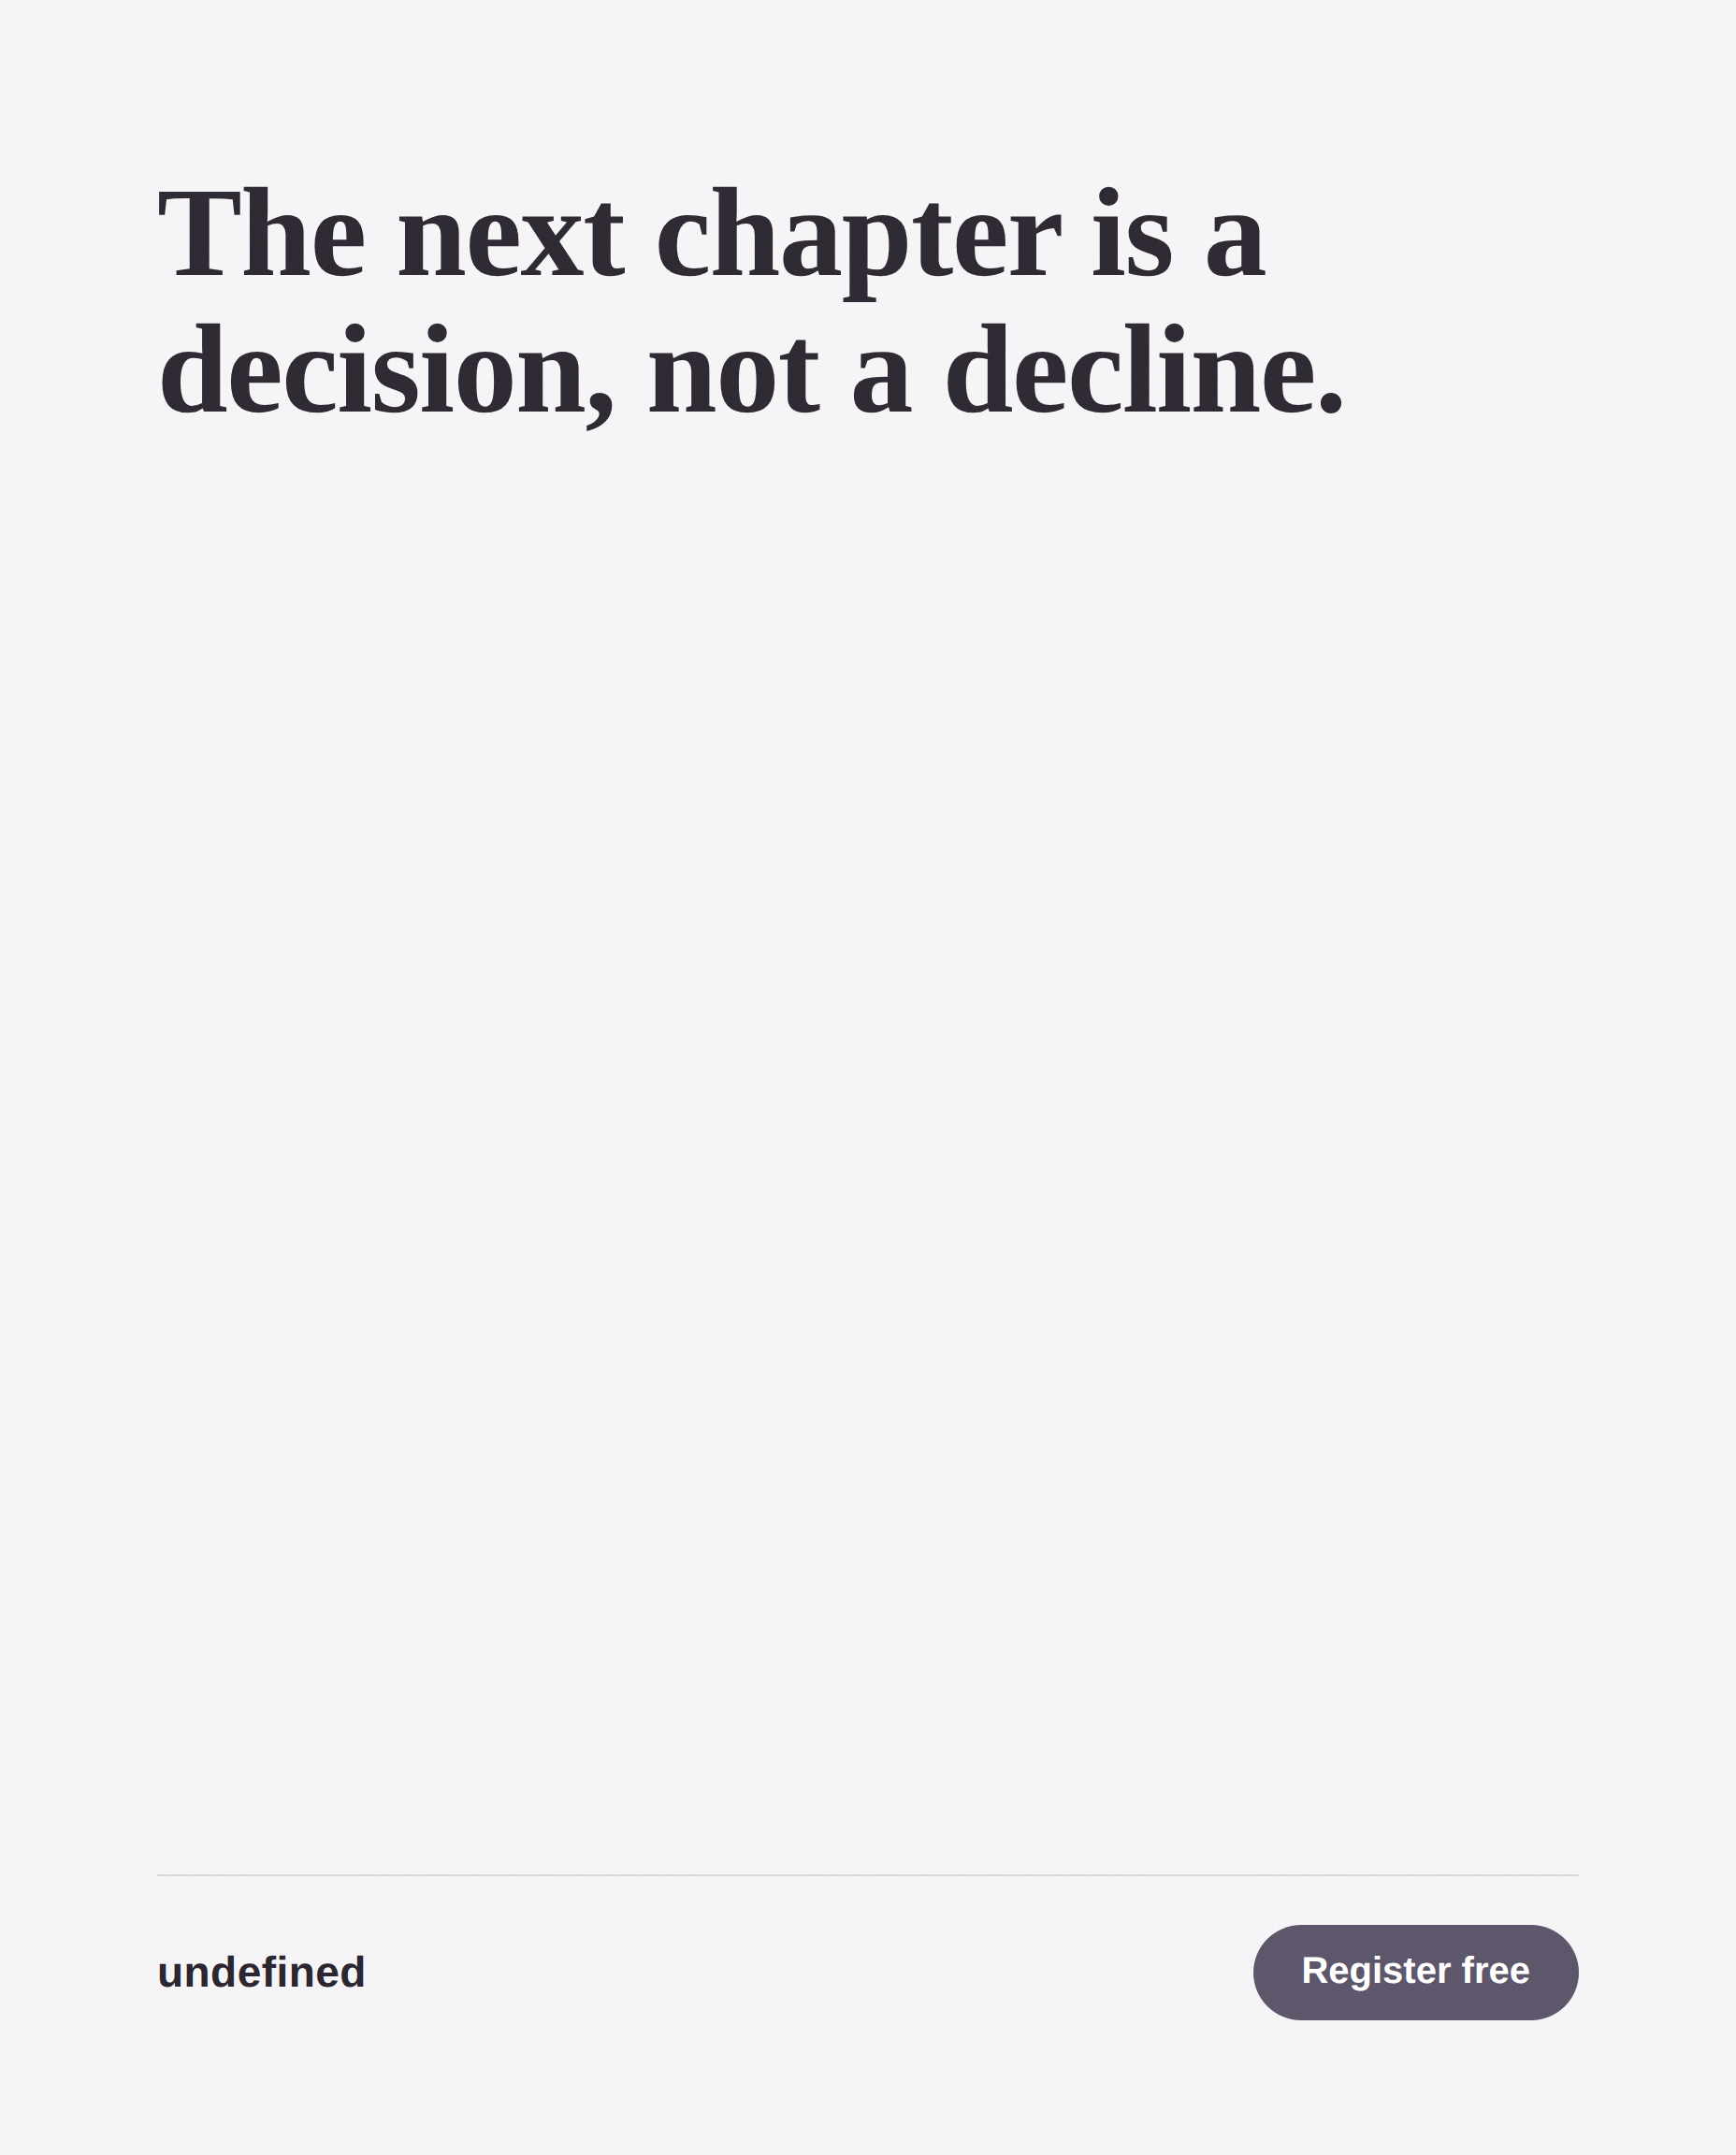 The next chapter is a
decision, not a decline.
undefined
Register free